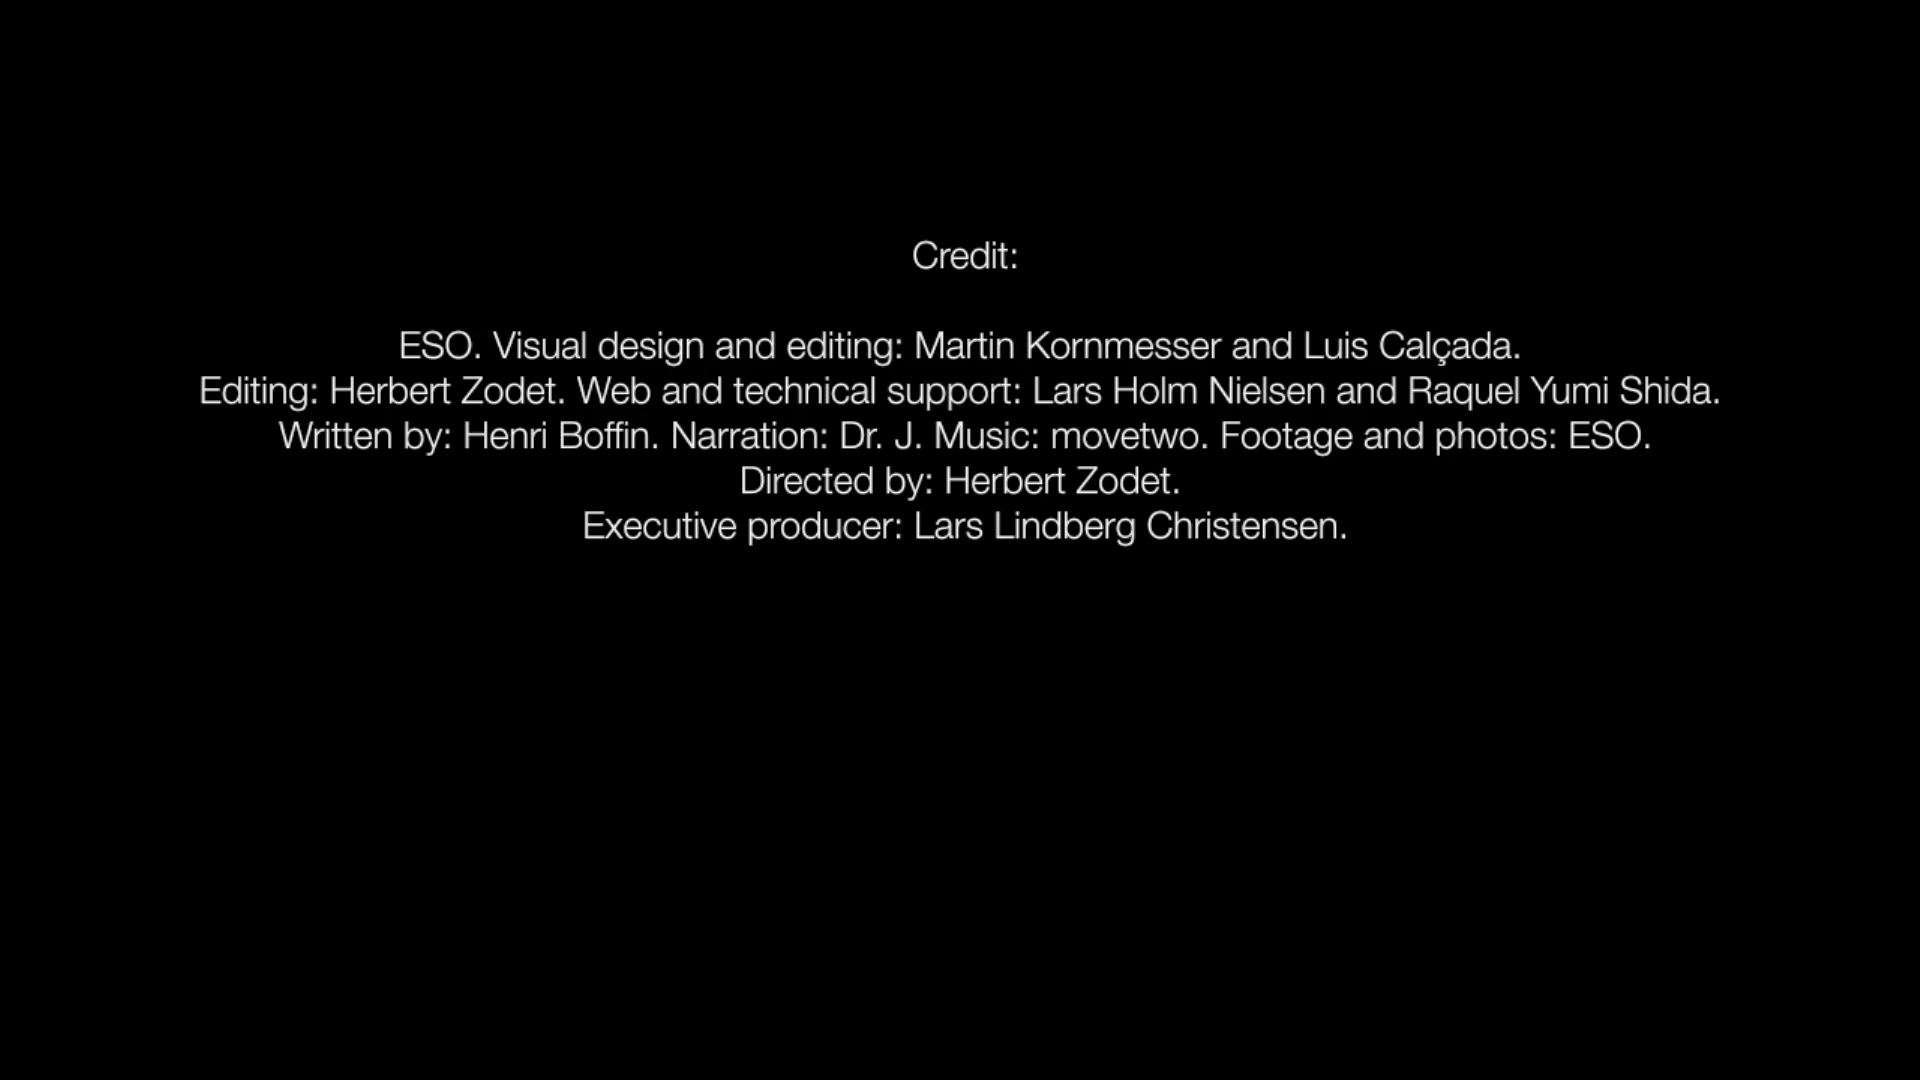 Credit:
ESO. Visual design and editing: Martin Kornmesser and Luis Calçada.
Editing: Herbert Zodet. Web and technical support: Lars Holm Nielsen and Raquel Yumi Shida.
Written by: Henri Boffin. Narration: Dr. J. Music: movetwo. Footage and photos: ESO.
Directed by: Herbert Zodet.
Executive producer: Lars Lindberg Christensen.